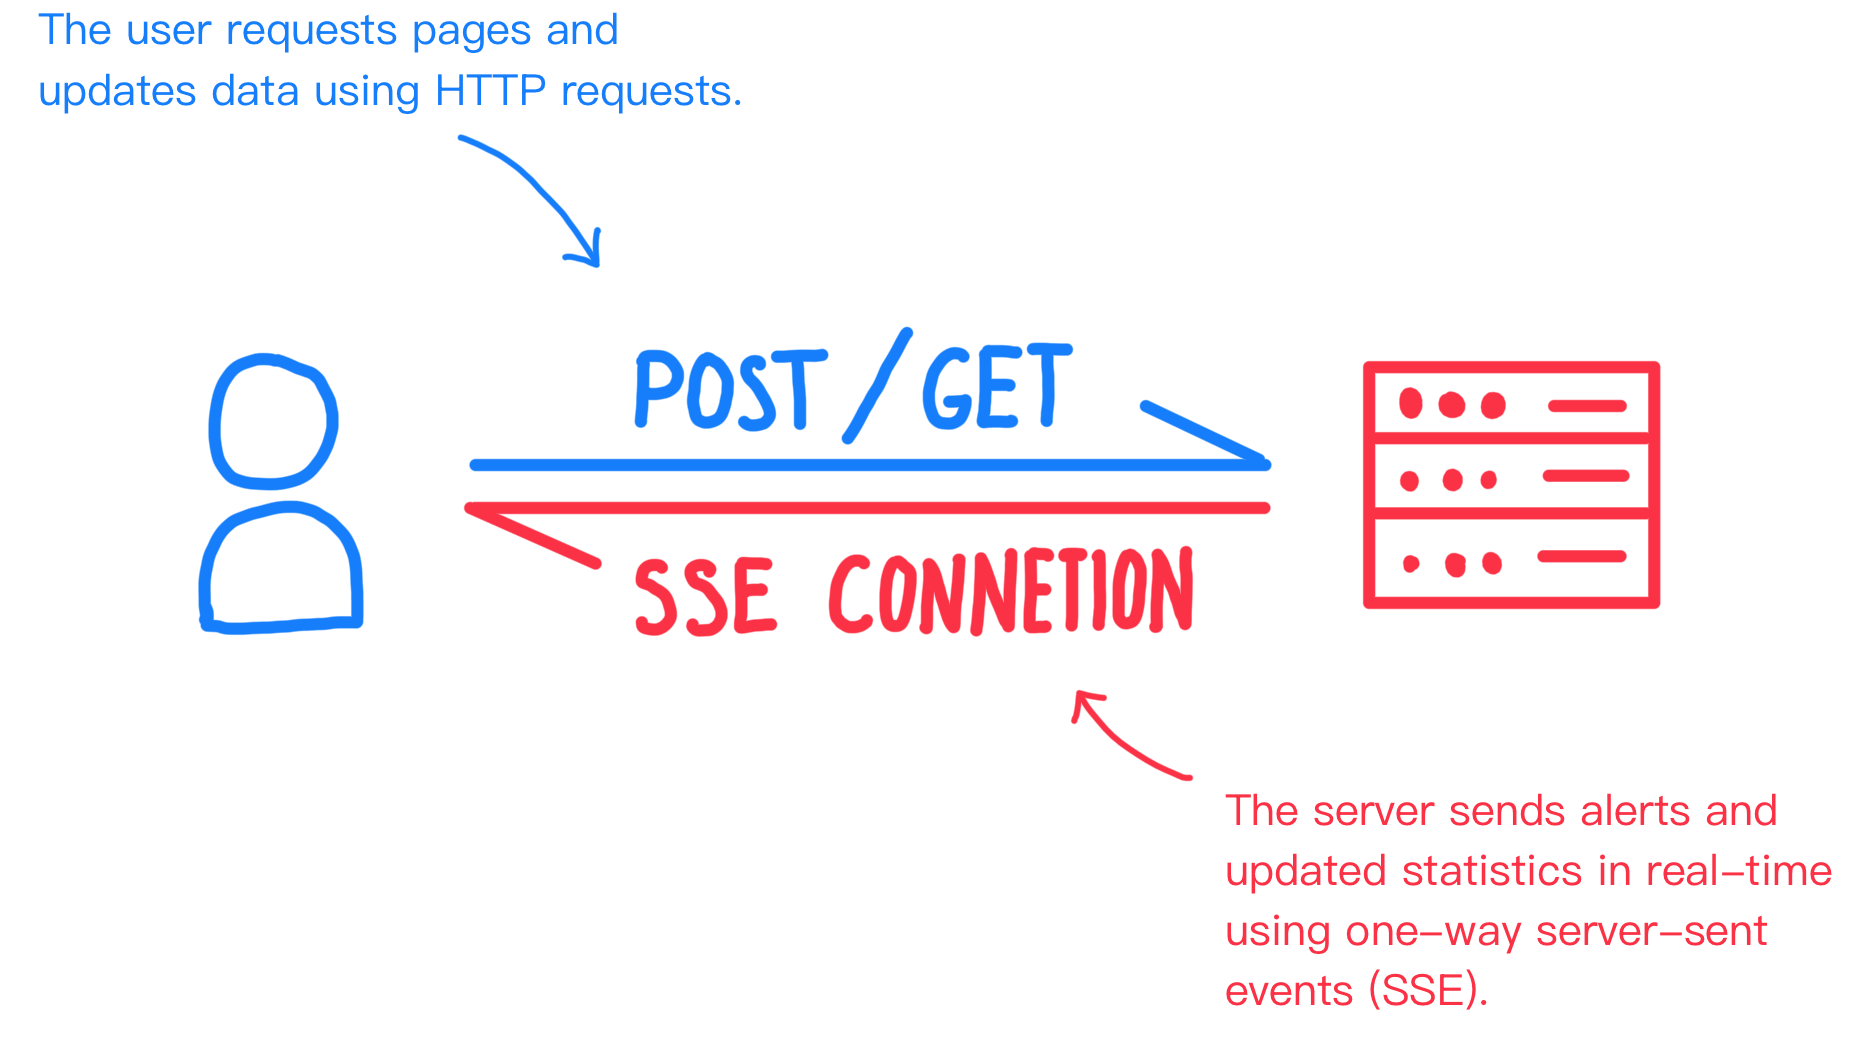 The user requests pages and
updates data using HTTP requests.
POST/GET
SSE CONNETION
The server sends alerts and
updated statistics in real-time
using one-way server-sent
events (SSE).